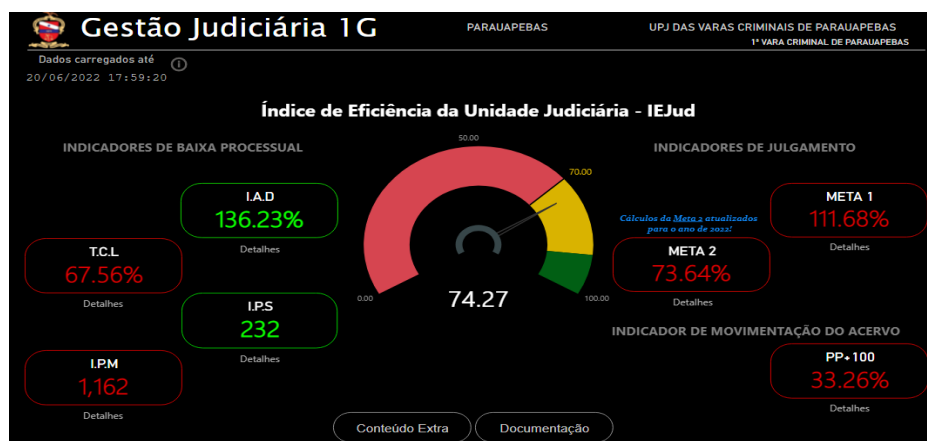 Gestão Judiciária 1G
PARAUAPEBAS
UPJ DAS VARAS CRIMINAIS DE PARAUAPEBAS
1ª VARA CRIMINAL DE PARAUAPEBAS
Dados carregados até
20/06/2022 17:59:20
Índice de Eficiência da Unidade Judiciária - IEJud
INDICADORES DE BAIXA PROCESSUAL
I.A.D
136.23%
Detalhes
T.C.L
67.56%
Detalhes
I.P.S
232
Detalhes
I.P.M
1,162
Detalhes
50.00
70.00
0.00
74.27
100.00
INDICADORES DE JULGAMENTO
META 1
111.68%
Detalhes
Cálculos da Meta 2 atualizados
para o ano de 2022!
META 2
73.64%
Detalhes
INDICADOR DE MOVIMENTAÇÃO DO ACERVO
PP+100
33.26%
Detalhes
Conteúdo Extra
Documentação